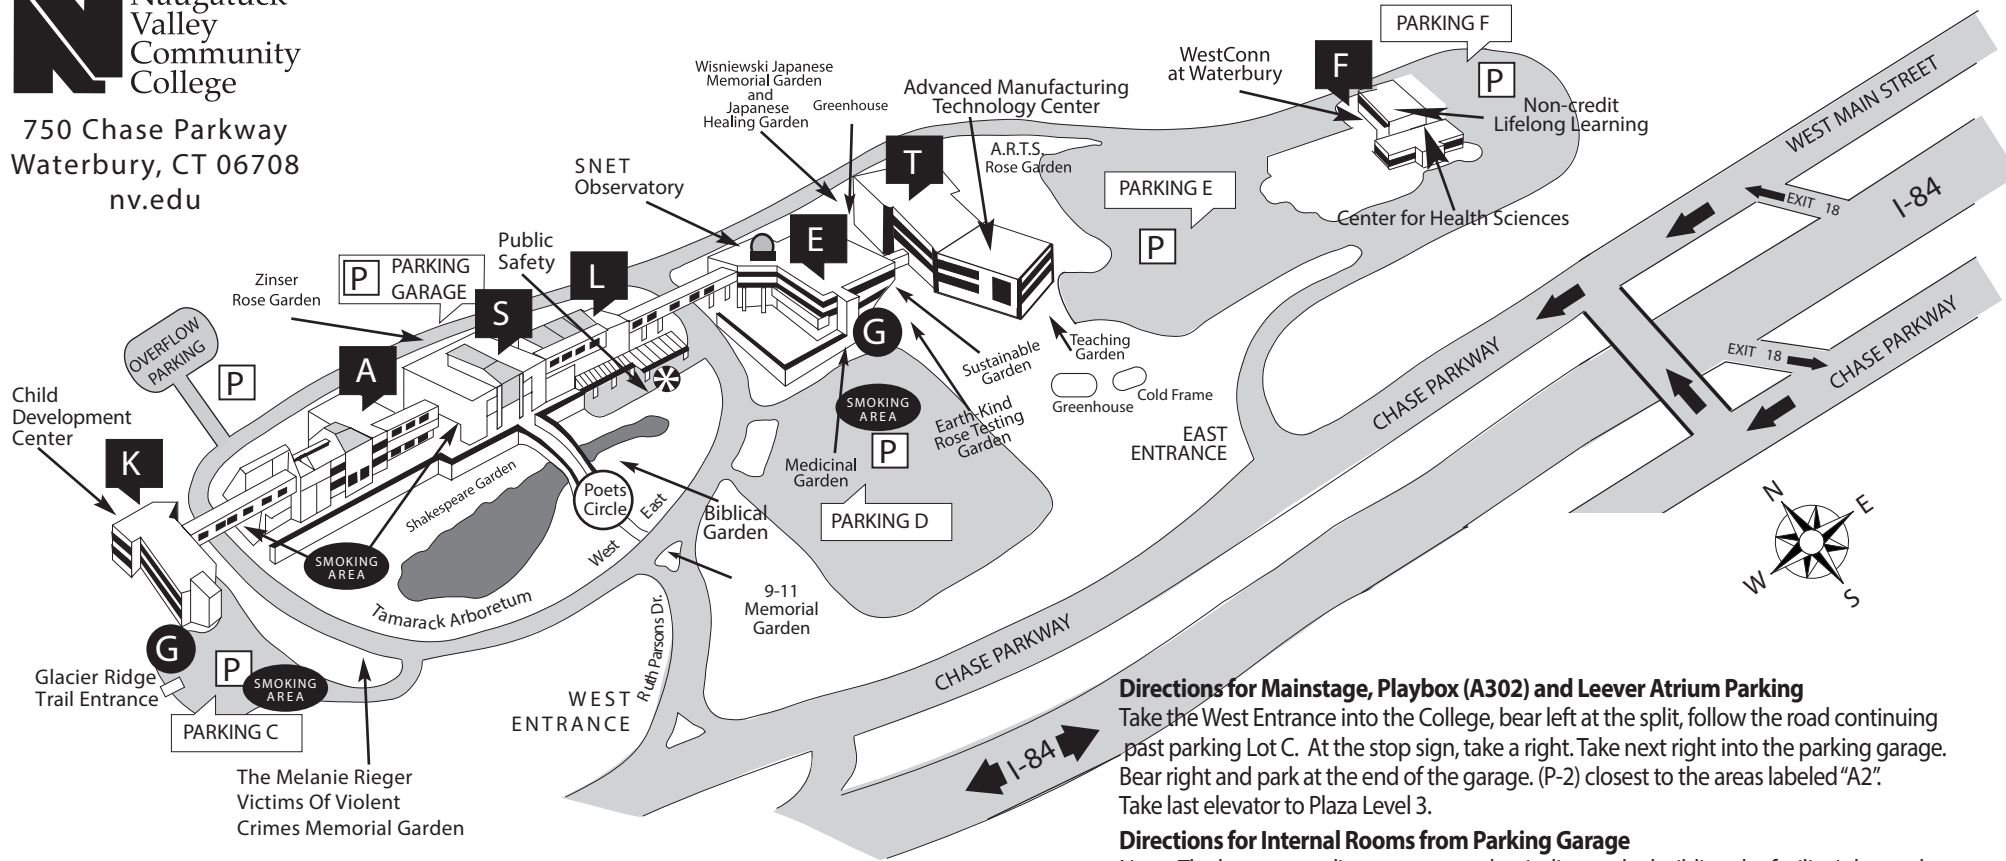 Naugatuck
Valley
Community
College
N
750 Chase Parkway
Waterbury, CT 06708
nv.edu
PARKING F
P
WestConn
at Waterbury
F
Non-credit
Lifelong Learning
Center for Health Sciences
WEST MAIN STREET
EXIT 18
I-84
Wisniewski Japanese
Memorial Garden
and
Japanese
Healing Garden
Greenhouse
Advanced Manufacturing
Technology Center
T
A.R.T.S.
Rose Garden
PARKING E
P
SNET
Observatory
E
Public
Safety
L
PARKING
GARAGE
P
Zinser
Rose Garden
S
A
OVERFLOW
PARKING
P
Child
Development
Center
K
G
Sustainable
Garden
Teaching
Garden
Greenhouse
Cold Frame
Earth-Kind
Rose Testing
Garden
SMOKING
AREA
P
Medicinal
Garden
PARKING D
EAST
ENTRANCE
CHASE PARKWAY
EXIT 18
CHASE PARKWAY
N
E
S
W
Shakespeare Garden
Poets
Circle
East
West
Biblical
Garden
SMOKING
AREA
Tamarack Arboretum
9-11
Memorial
Garden
G
Glacier Ridge
Trail Entrance
P
SMOKING
AREA
PARKING C
The Melanie Rieger
Victims Of Violent
Crimes Memorial Garden
WEST
ENTRANCE
Ruth Parsons Dr.
CHASE PARKWAY
I-84
Directions for Mainstage, Playbox (A302) and Leever Atrium Parking
Take the West Entrance into the College, bear left at the split, follow the road continuing
past parking Lot C. At the stop sign, take a right. Take next right into the parking garage.
Bear right and park at the end of the garage. (P-2) closest to the areas labeled “A2”.
Take last elevator to Plaza Level 3.
Directions for Internal Rooms from Parking Garage